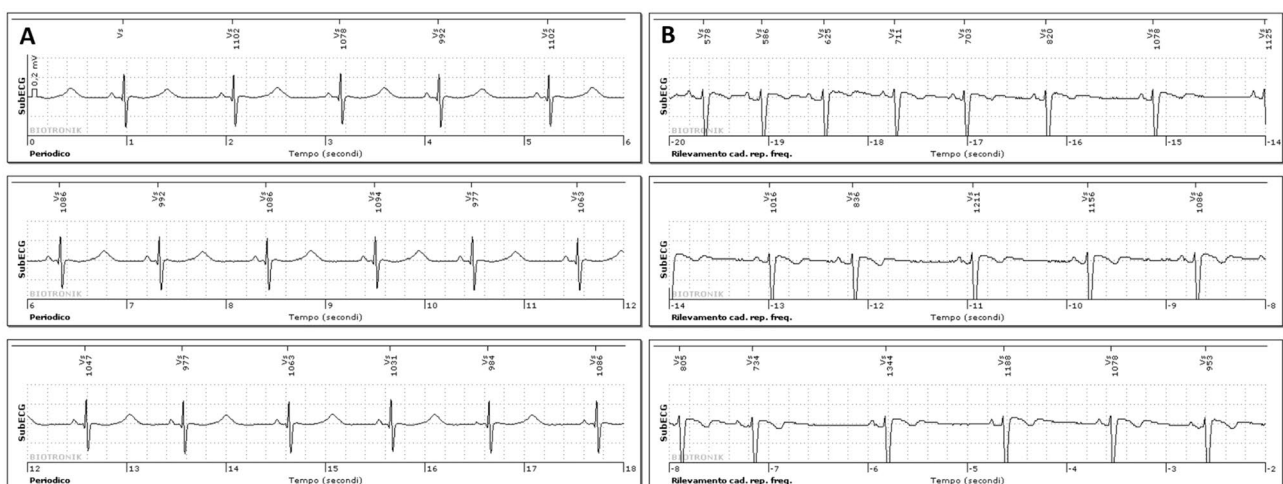 A
Vs Vs 1102 Vs 1078 Vs 992 Vs 1102
0.2 mV
SubECG
BIOTRONIK
0 1 2 3 4 5 6
Periodico Tempo (secondi)
Vs 1086 Vs 992 Vs 1086 Vs 1094 Vs 977 Vs 1063
SubECG
BIOTRONIK
6 7 8 9 10 11 12
Periodico Tempo (secondi)
Vs 1047 Vs 977 Vs 1063 Vs 1031 Vs 984 Vs 1086
SubECG
BIOTRONIK
12 13 14 15 16 17 18
Periodico Tempo (secondi)
B
Vs 578 Vs 586 Vs 625 Vs 711 Vs 703 Vs 820 Vs 1078 Vs 1125
SubECG
BIOTRONIK
-20 -19 -18 -17 -16 -15 -14
Rilevamento cad. rep. freq. Tempo (secondi)
Vs 1016 Vs 836 Vs 1211 Vs 1156 Vs 1086
SubECG
BIOTRONIK
-14 -13 -12 -11 -10 -9 -8
Rilevamento cad. rep. freq. Tempo (secondi)
Vs 805 Vs 734 Vs 1344 Vs 1188 Vs 1078 Vs 953
SubECG
BIOTRONIK
-8 -7 -6 -5 -4 -3 -2
Rilevamento cad. rep. freq. Tempo (secondi)